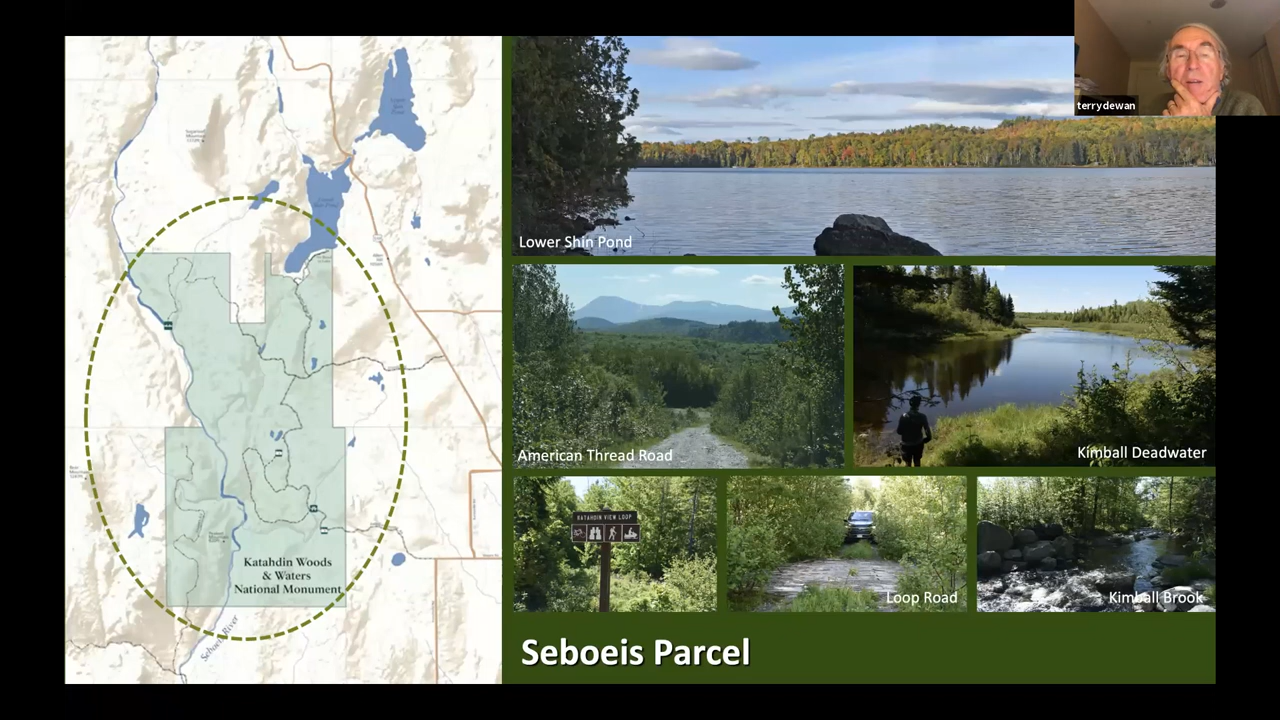 terrydewan
Lower Shin Pond
American Thread Road
Kimball Deadwater
KATAHDIN VIEW LOOP
Loop Road
Kimball Brook
Katahdin Woods
& Waters
National Monument
Seboeis River
Seboeis Parcel